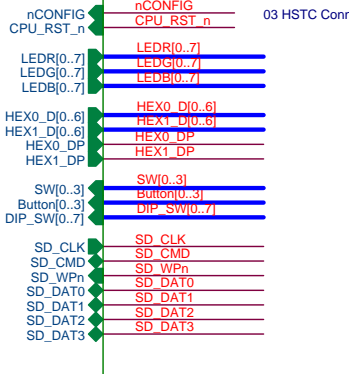 nCONFIG nCONFIG 03 HSTC Conn
CPU_RST_n CPU_RST_n
LEDR[0..7] LEDR[0..7]
LEDG[0..7] LEDG[0..7]
LEDB[0..7] LEDB[0..7]
HEX0_D[0..6] HEX0_D[0..6]
HEX1_D[0..6] HEX1_D[0..6]
HEX0_DP HEX0_DP
HEX1_DP HEX1_DP
SW[0..3] SW[0..3]
Button[0..3] Button[0..3]
DIP_SW[0..7] DIP_SW[0..7]
SD_CLK SD_CLK
SD_CMD SD_CMD
SD_WPn SD_WPn
SD_DAT0 SD_DAT0
SD_DAT1 SD_DAT1
SD_DAT2 SD_DAT2
SD_DAT3 SD_DAT3